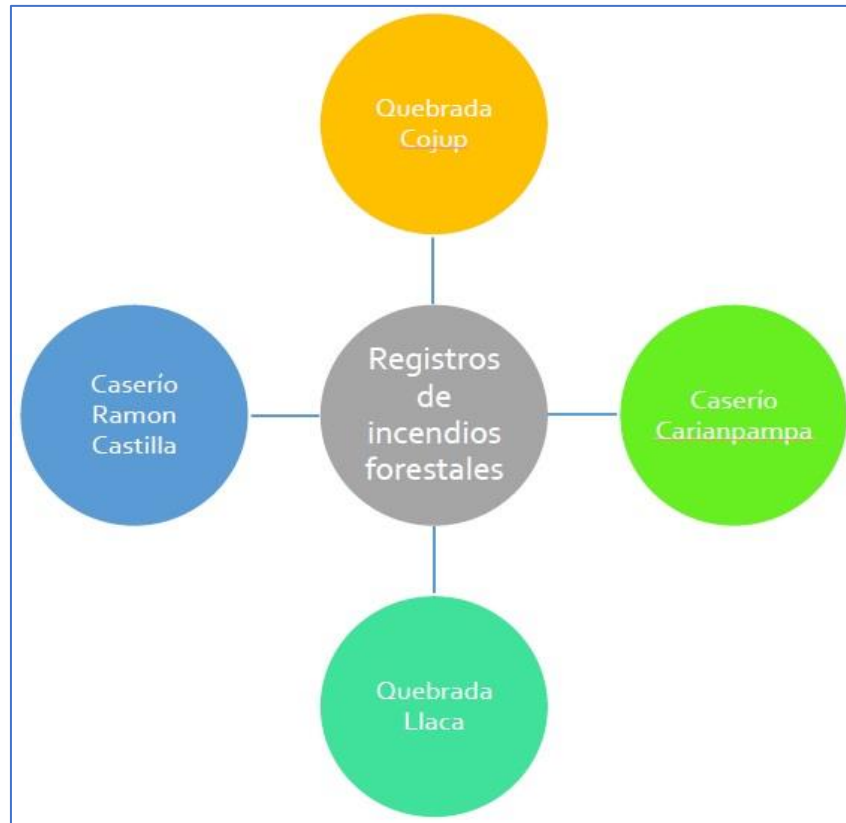 Quebrada
Cojup
Caserío
Ramon
Castilla
Registros
de
incendios
forestales
Caserío
Carianpampa
Quebrada
Llaca